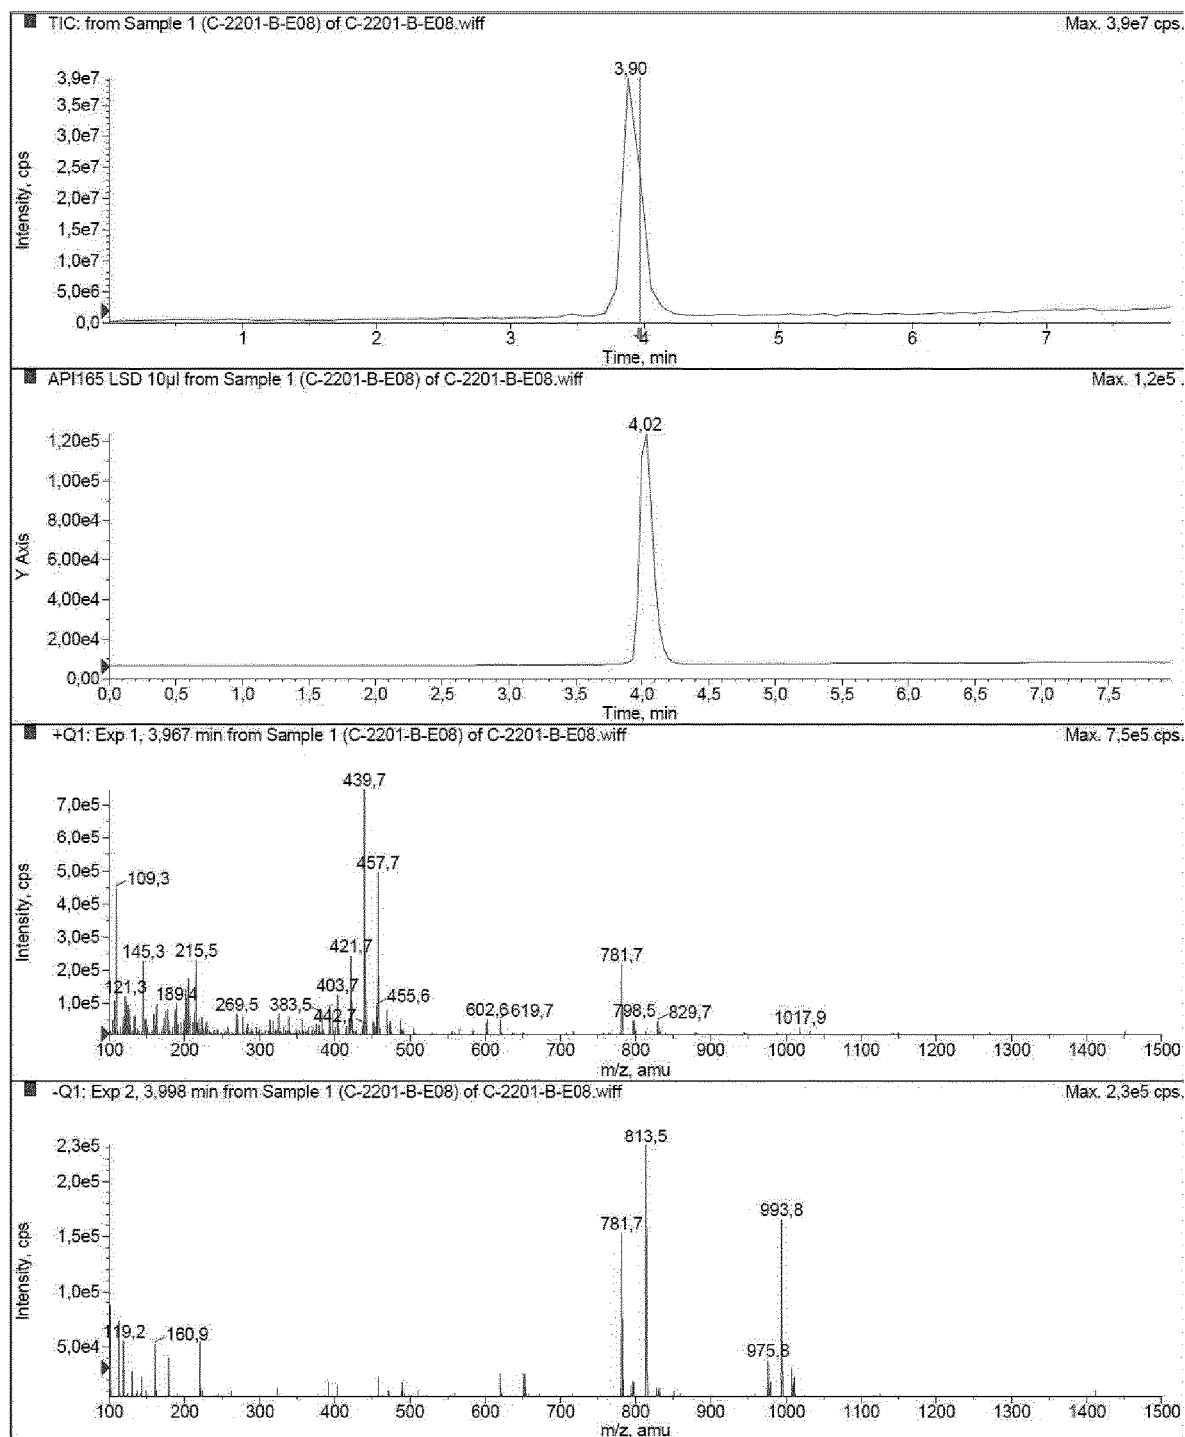 TIC: from Sample 1 (C-2201-B-E08) of C-2201-B-E08.wiff Max. 3,9e7 cps.
3,90
3,9e7
3,5e7
3,0e7
2,5e7
2,0e7
1,5e7
1,0e7
5,0e6
0,0
Intensity, cps
1 2 3 4 5 6 7
Time, min
API165 LSD 10µl from Sample 1 (C-2201-B-E08) of C-2201-B-E08.wiff Max. 1,2e5 .
4,02
1,20e5
1,00e5
8,00e4
6,00e4
4,00e4
2,00e4
0,00
Y Axis
0,0 0,5 1,0 1,5 2,0 2,5 3,0 3,5 4,0 4,5 5,0 5,5 6,0 6,5 7,0 7,5
Time, min
+Q1: Exp 1, 3,967 min from Sample 1 (C-2201-B-E08) of C-2201-B-E08.wiff Max. 7,5e5 cps.
439,7
7,0e5
6,0e5
457,7
5,0e5
109,3
4,0e5
3,0e5
145,3 215,5 421,7 781,7
2,0e5
121,3 189,4 269,5 383,5 403,7 455,6
1,0e5
442,7 602,6 619,7 798,5 829,7 1017,9
Intensity, cps
100 200 300 400 500 600 700 800 900 1000 1100 1200 1300 1400 1500
m/z, amu
-Q1: Exp 2, 3,998 min from Sample 1 (C-2201-B-E08) of C-2201-B-E08.wiff Max. 2,3e5 cps.
813,5
2,3e5
2,0e5
781,7 993,8
1,5e5
1,0e5
119,2 160,9 975,8
5,0e4
Intensity, cps
100 200 300 400 500 600 700 800 900 1000 1100 1200 1300 1400 1500
m/z, amu